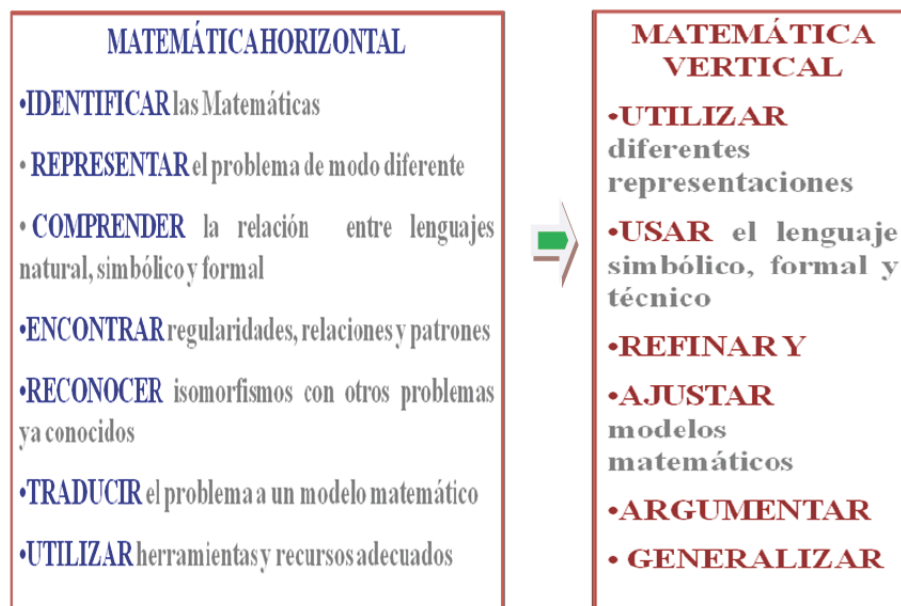 MATEMÁTICA HORIZONTAL
•IDENTIFICAR las Matemáticas
• REPRESENTAR el problema de modo diferente
• COMPRENDER la relación entre lenguajes
natural, simbólico y formal
•ENCONTRAR regularidades, relaciones y patrones
•RECONOCER isomorfismos con otros problemas
ya conocidos
•TRADUCIR el problema a un modelo matemático
•UTILIZAR herramientas y recursos adecuados
MATEMÁTICA
VERTICAL
•UTILIZAR
diferentes
representaciones
•USAR el lenguaje
simbólico, formal y
técnico
•REFINAR Y
•AJUSTAR
modelos
matemáticos
•ARGUMENTAR
• GENERALIZAR